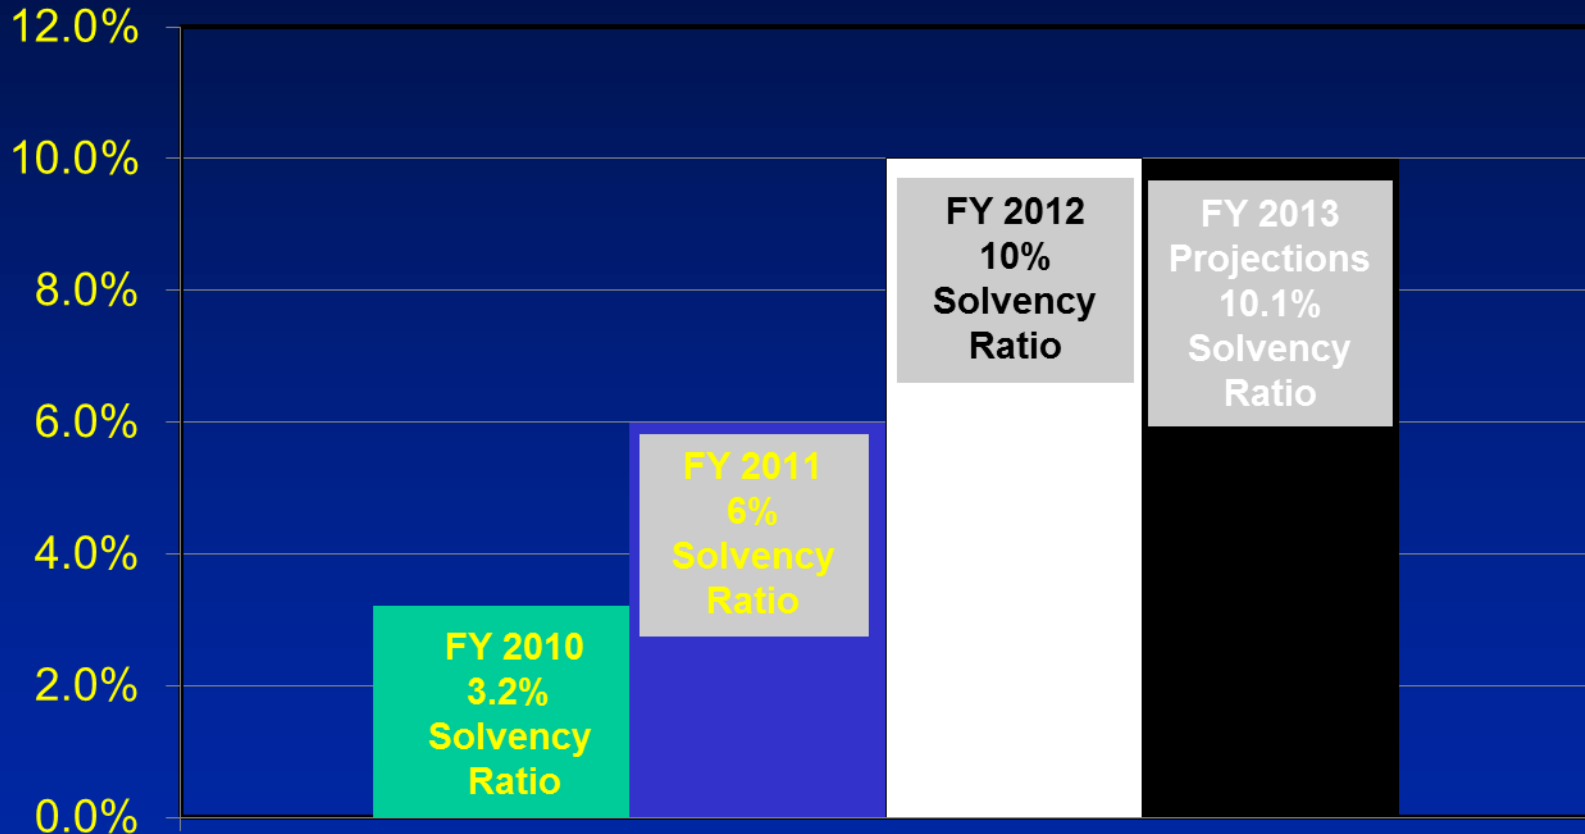 12.0%
10.0%
8.0%
6.0%
4.0%
2.0%
0.0%
FY 2010
3.2%
Solvency
Ratio
FY 2011
6%
Solvency
Ratio
FY 2012
10%
Solvency
Ratio
FY 2013
Projections
10.1%
Solvency
Ratio